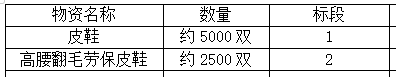 物资名称 数量 标段
皮鞋 约 5000 双 1
高腰翻毛劳保皮鞋 约 2500 双 2